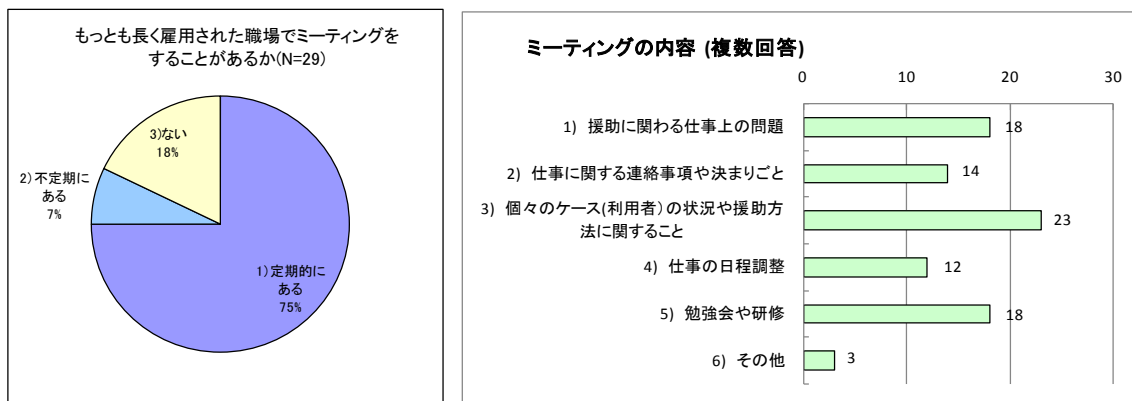 もっとも長く雇用された職場でミーティングを
することがあるか(N=29)
3)ない
18%
2)不定期に
ある
7%
1)定期的に
ある
75%
ミーティングの内容 (複数回答)
0 10 20 30
1) 援助に関わる仕事上の問題 18
2) 仕事に関する連絡事項や決まりごと 14
3) 個々のケース(利用者)の状況や援助方
法に関すること 23
4) 仕事の日程調整 12
5) 勉強会や研修 18
6) その他 3